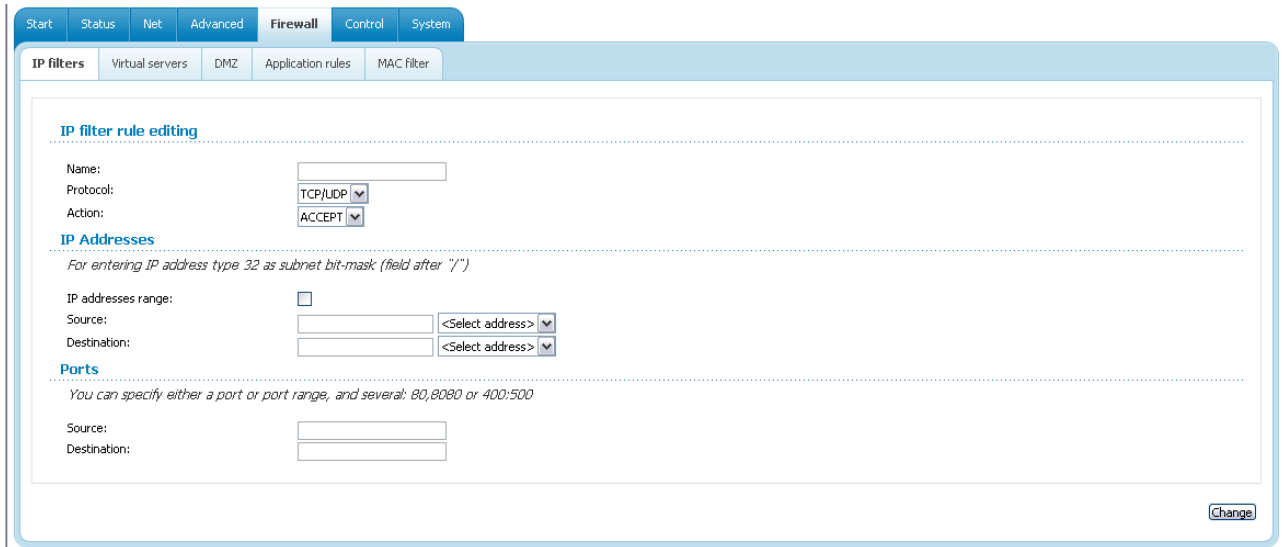 Start Status Net Advanced Firewall Control System
IP filters Virtual servers DMZ Application rules MAC filter
IP filter rule editing
Name:
Protocol: TCP/UDP
Action: ACCEPT
IP Addresses
For entering IP address type 32 as subnet bit-mask (field after "/")
IP addresses range:
Source: <Select address>
Destination: <Select address>
Ports
You can specify either a port or port range, and several: 80,8080 or 400:500
Source:
Destination:
Change